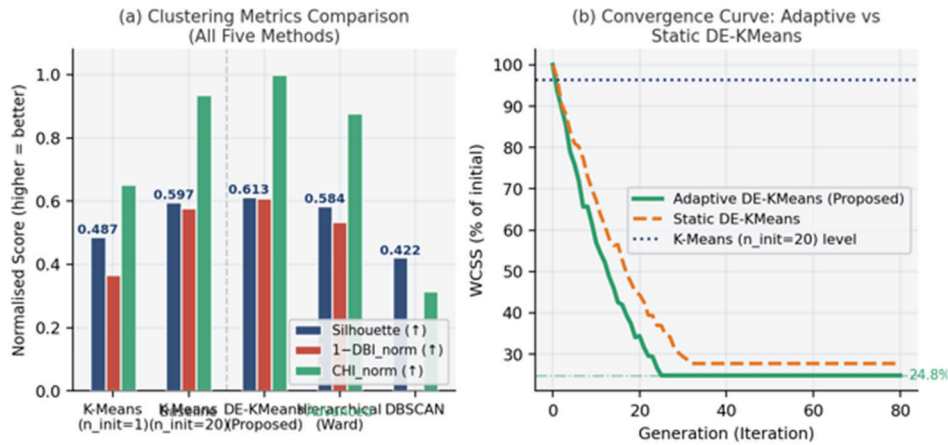 (a) Clustering Metrics Comparison
(All Five Methods)
Normalised Score (higher = better)
1.0
0.8
0.6
0.4
0.2
0.0
0.487
0.597
0.613
0.584
0.422
Silhouette (↑)
1−DBI_norm (↑)
CHI_norm (↑)
K-Means
(n_init=1)
K-Means
(n_init=20)
Baseline
DE-KMeans
(Proposed)
Advanced
Hierarchical
(Ward)
DBSCAN
(b) Convergence Curve: Adaptive vs
Static DE-KMeans
WCSS (% of initial)
100
90
80
70
60
50
40
30
Adaptive DE-KMeans (Proposed)
Static DE-KMeans
K-Means (n_init=20) level
24.8%
0
20
40
60
80
Generation (Iteration)